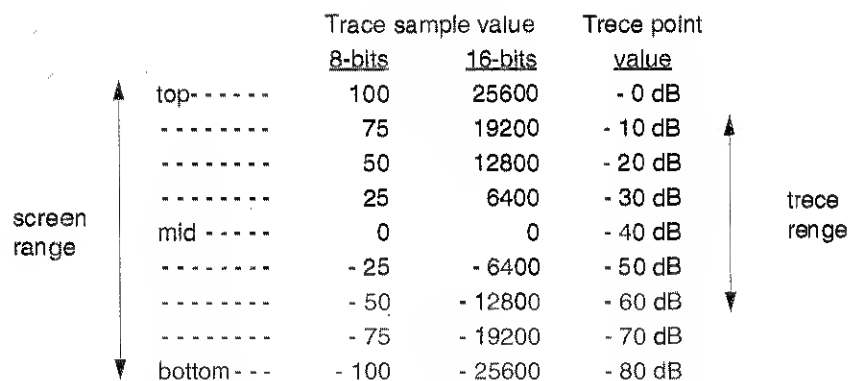 Trace sample value Trece point
8-bits 16-bits value
top- - - - - - 100 25600 - 0 dB
- - - - - - - - 75 19200 - 10 dB
- - - - - - - - 50 12800 - 20 dB
- - - - - - - - 25 6400 - 30 dB
screen range
mid - - - - - 0 0 - 40 dB
trece renge
- - - - - - - - - 25 - 6400 - 50 dB
- - - - - - - - - 50 - 12800 - 60 dB
- - - - - - - - - 75 - 19200 - 70 dB
bottom - - - - 100 - 25600 - 80 dB